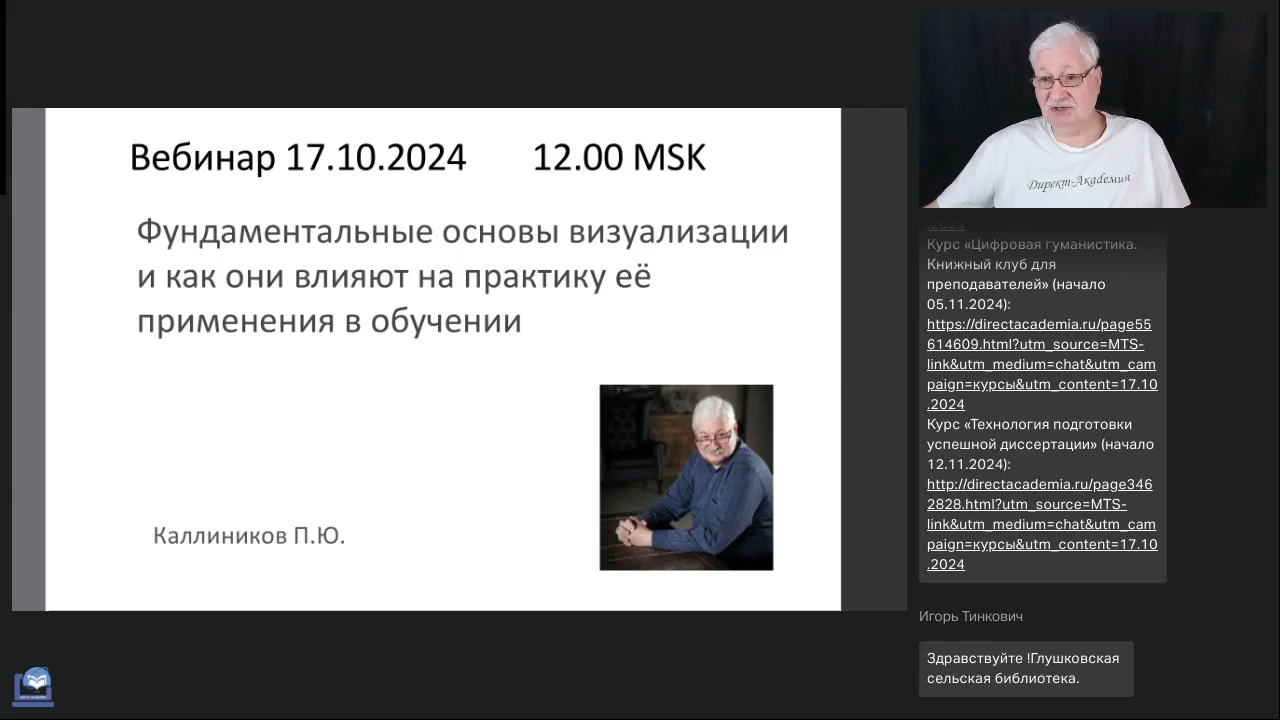 Вебинар 17.10.2024 12.00 MSK
Фундаментальные основы визуализации
и как они влияют на практику её
применения в обучении
Каллиников П.Ю.
Директ-Академия
.2024
Курс «Цифровая гуманистика.
Книжный клуб для
преподавателей» (начало
05.11.2024):
https://directacademia.ru/page55
614609.html?utm_source=MTS-
link&utm_medium=chat&utm_cam
paign=курсы&utm_content=17.10
.2024
Курс «Технология подготовки
успешной диссертации» (начало
12.11.2024):
http://directacademia.ru/page346
2828.html?utm_source=MTS-
link&utm_medium=chat&utm_cam
paign=курсы&utm_content=17.10
.2024
Игорь Тинкович
Здравствуйте !Глушковская
сельская библиотека.